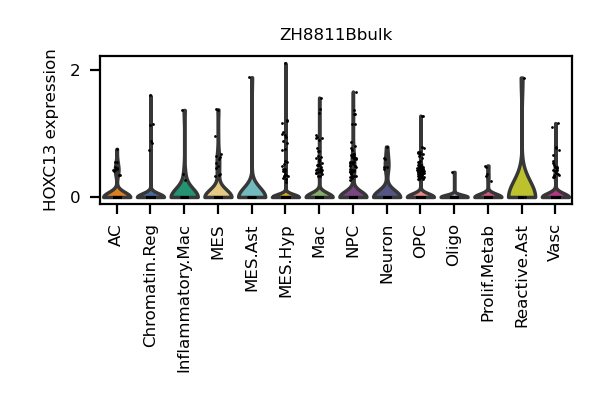 ZH8811Bbulk
HOXC13 expression
2
0
AC
Chromatin.Reg
Inflammatory.Mac
MES
MES.Ast
MES.Hyp
Mac
NPC
Neuron
OPC
Oligo
Prolif.Metab
Reactive.Ast
Vasc